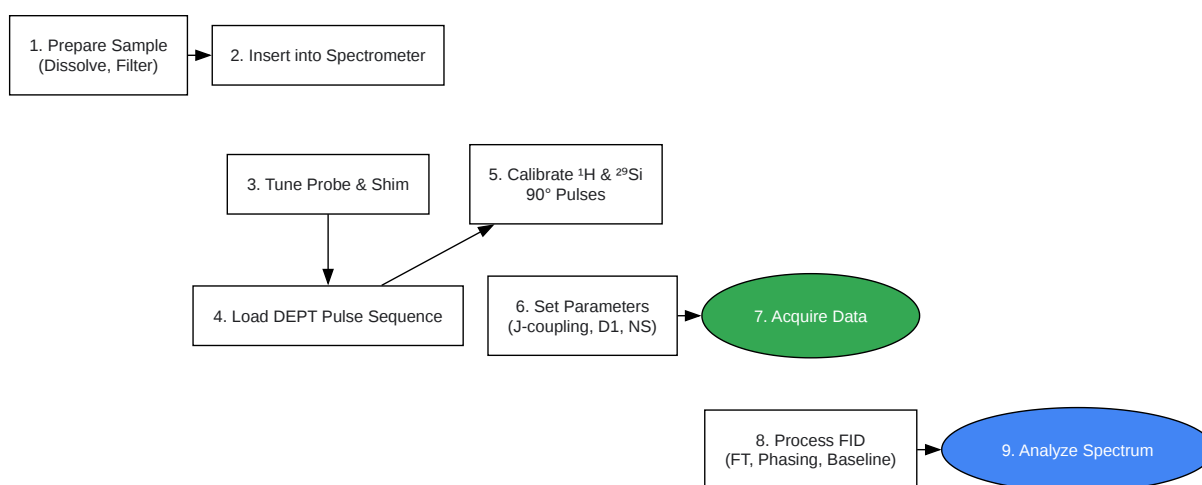 1. Prepare Sample
(Dissolve, Filter)
2. Insert into Spectrometer
3. Tune Probe & Shim
4. Load DEPT Pulse Sequence
5. Calibrate ¹H & ²⁹Si
90° Pulses
6. Set Parameters
(J-coupling, D1, NS)
7. Acquire Data
8. Process FID
(FT, Phasing, Baseline)
9. Analyze Spectrum